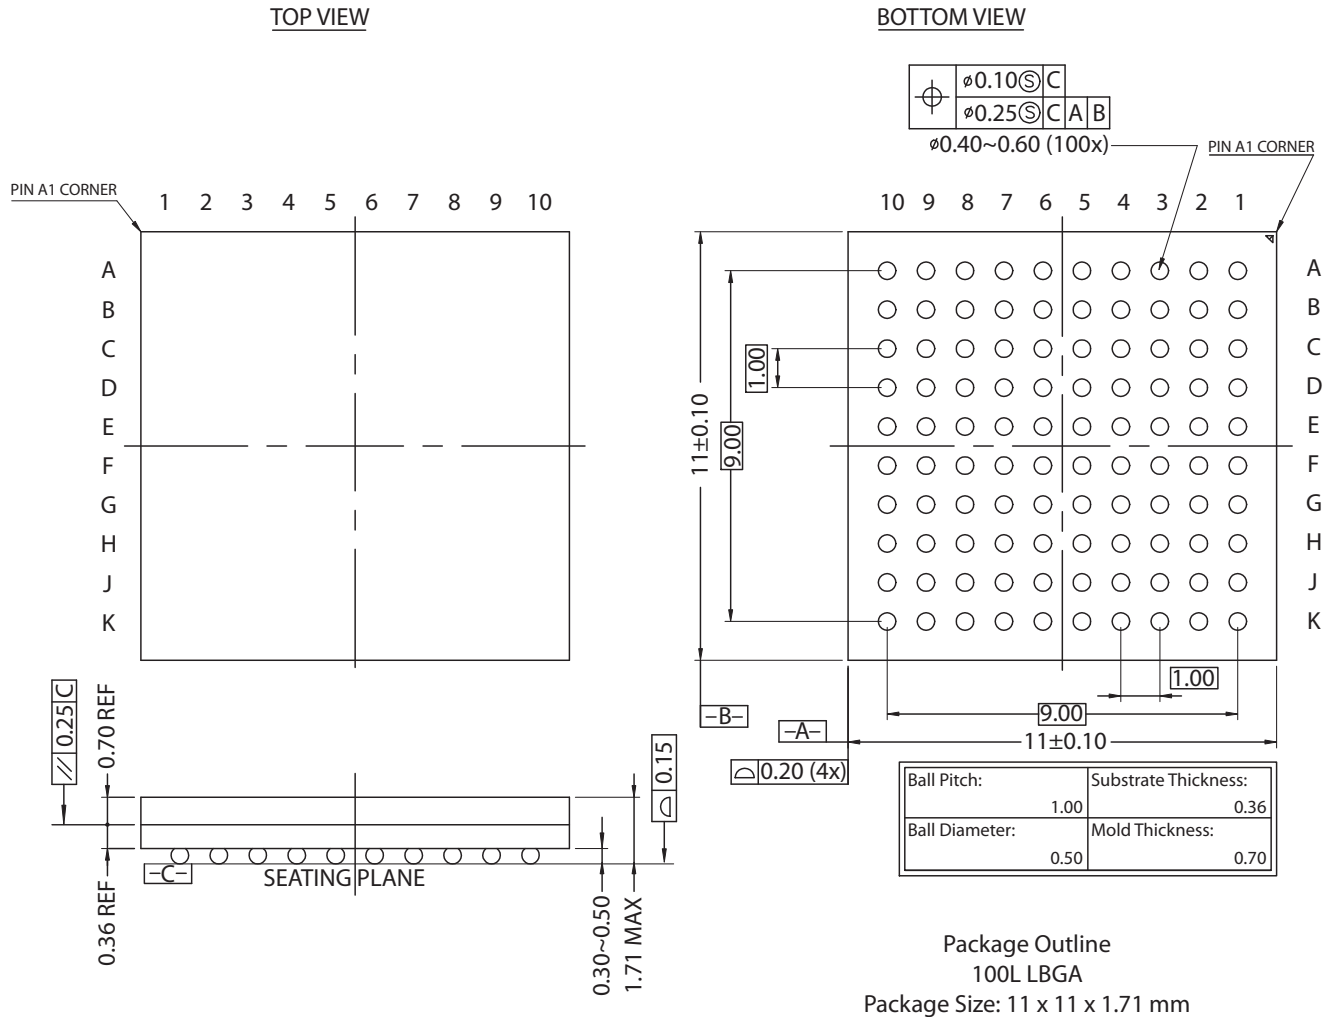 TOP VIEW
BOTTOM VIEW
⌀0.10Ⓢ C
⌀0.25Ⓢ C A B
⌀0.40~0.60 (100x)
PIN A1 CORNER
PIN A1 CORNER
1 2 3 4 5 6 7 8 9 10
10 9 8 7 6 5 4 3 2 1
A
B
C
D
E
F
G
H
J
K
A
B
C
D
E
F
G
H
J
K
1.00
9.00
11±0.10
1.00
9.00
11±0.10
–B–
–A–
0.20 (4x)
// 0.25 C
0.70 REF
0.36 REF
–C–
SEATING PLANE
0.30~0.50
1.71 MAX
0.15
Ball Pitch: 1.00
Substrate Thickness: 0.36
Ball Diameter: 0.50
Mold Thickness: 0.70
Package Outline
100L LBGA
Package Size: 11 x 11 x 1.71 mm